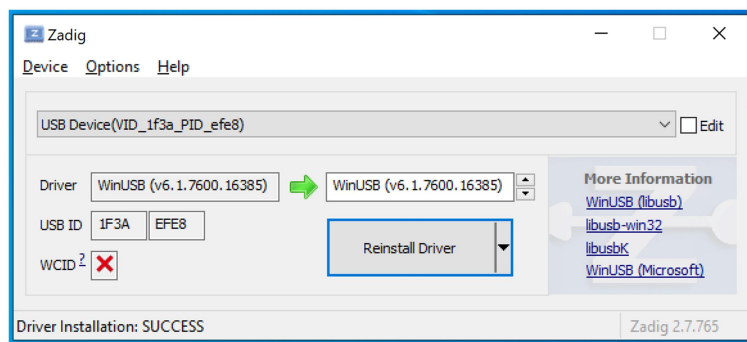 Zadig
Device Options Help
USB Device(VID_1f3a_PID_efe8)
Edit
Driver WinUSB (v6.1.7600.16385) WinUSB (v6.1.7600.16385)
USB ID 1F3A EFE8
WCID ?
Reinstall Driver
More Information
WinUSB (libusb)
libusb-win32
libusbK
WinUSB (Microsoft)
Driver Installation: SUCCESS
Zadig 2.7.765